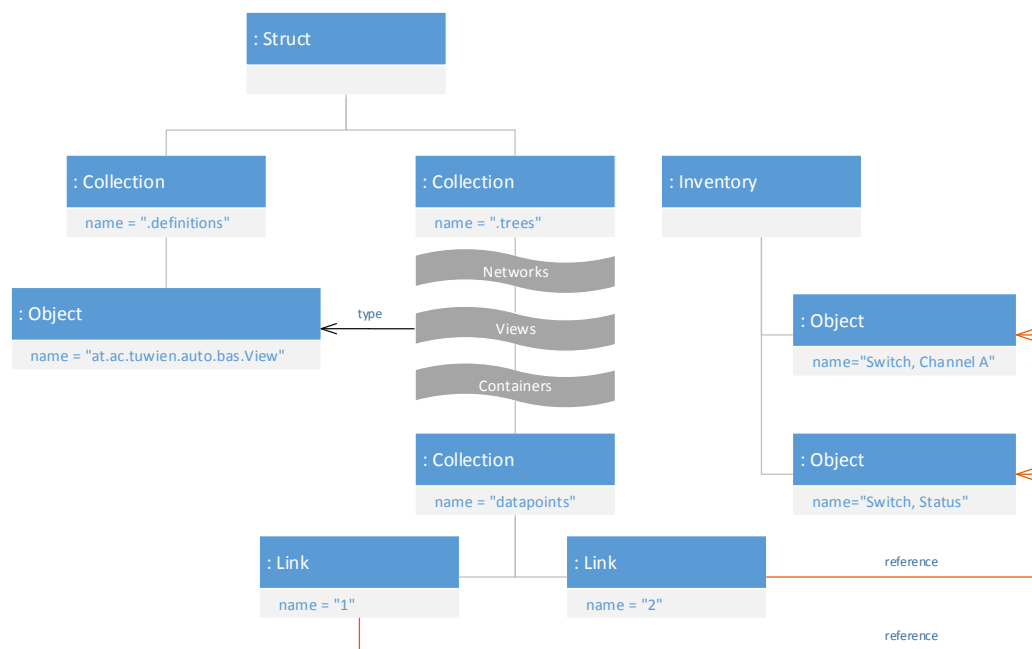 : Struct
: Collection
name = ".definitions"
: Collection
name = ".trees"
: Inventory
Networks
: Object
name = "at.ac.tuwien.auto.bas.View"
type
Views
: Object
name="Switch, Channel A"
Containers
: Collection
name = "datapoints"
: Object
name="Switch, Status"
: Link
name = "1"
: Link
name = "2"
reference
reference